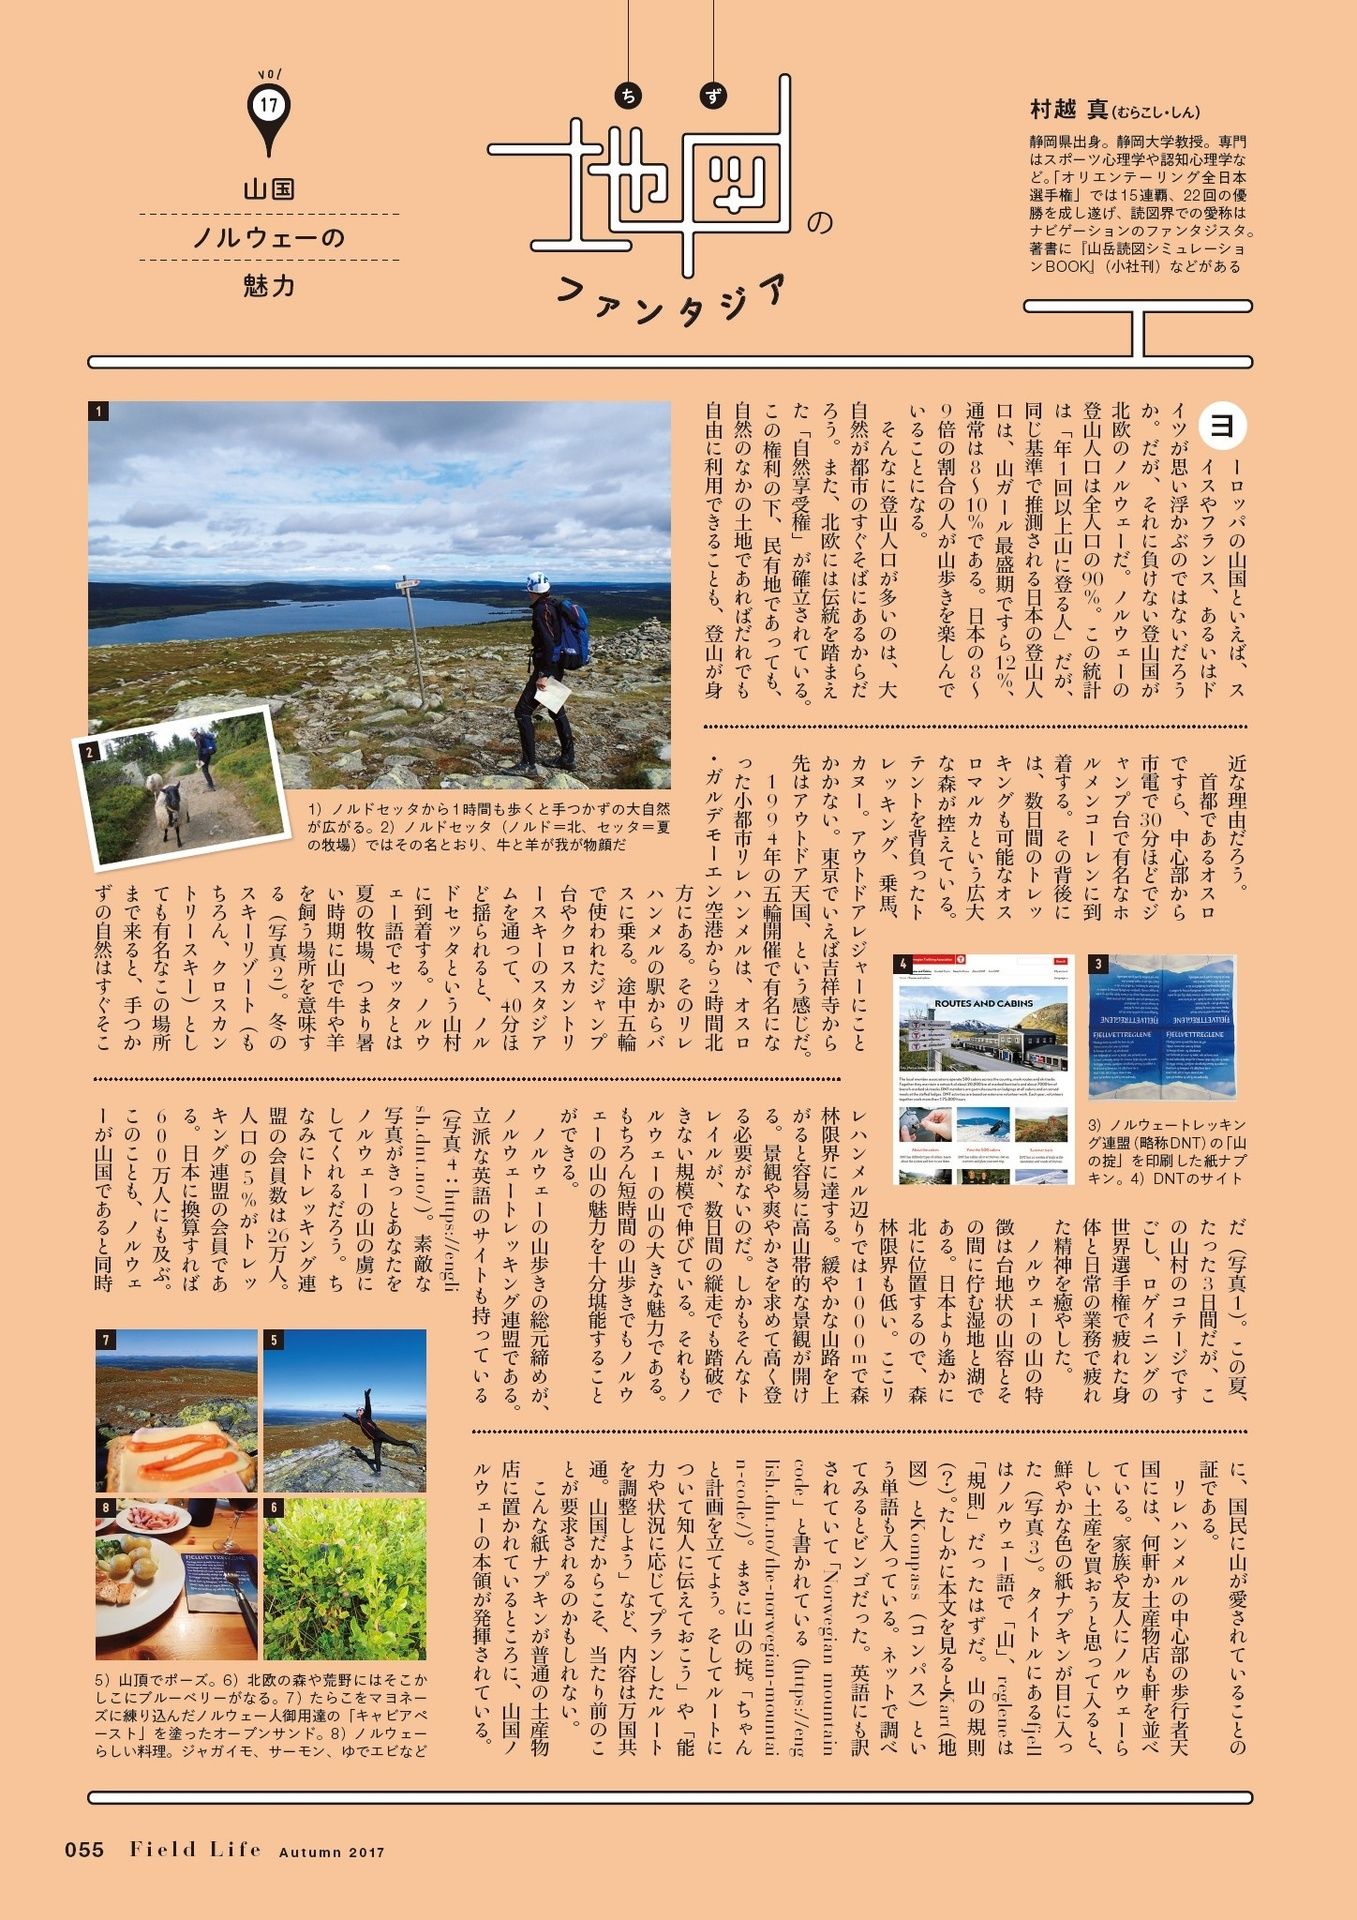 vol
17
山国
ノルウェーの
魅力
ち ず
地図の
ファンタジア
村越 真(むらこし・しん)
静岡県出身。静岡大学教授。専門
はスポーツ心理学や認知心理学な
ど。「オリエンテーリング全日本
選手権」では15連覇、22回の優
勝を成し遂げ、読図界での愛称は
ナビゲーションのファンタジスタ。
著書に『山岳読図シミュレーショ
ンBOOK』(小社刊)などがある
ヨーロッパの山国といえば、ス
イスやフランス、あるいはド
イツが思い浮かぶのではないだろう
か。だが、それに負けない登山国が
北欧のノルウェーだ。ノルウェーの
登山人口は全人口の90%。この統計
は「年1回以上山に登る人」だが、
同じ基準で推測される日本の登山人
口は、山ガール最盛期ですら12%、
通常は8〜10%である。日本の8〜
9倍の割合の人が山歩きを楽しんで
いることになる。
そんなに登山人口が多いのは、大
自然が都市のすぐそばにあるからだ
ろう。また、北欧には伝統を踏まえ
た「自然享受権」が確立されている。
この権利の下、民有地であっても、
自然のなかの土地であればだれでも
自由に利用できることも、登山が身
近な理由だろう。
首都であるオスロ
ですら、中心部から
市電で30分ほどでジ
ャンプ台で有名なホ
ルメンコーレンに到
着する。その背後に
は、数日間のトレッ
キングも可能なオス
ロマルカという広大
な森が控えている。
テントを背負ったト
レッキング、乗馬、
カヌー。アウトドアレジャーにこと
かかない。東京でいえば吉祥寺から
先はアウトドア天国、という感じだ。
1994年の五輪開催で有名にな
った小都市リレハンメルは、オスロ
・ガルデモーエン空港から2時間北
方にある。そのリレ
ハンメルの駅からバ
スに乗る。途中五輪
で使われたジャンプ
台やクロスカントリ
ースキーのスタジア
ムを通って、40分ほ
ど揺られると、ノル
ドセッタという山村
に到着する。ノルウ
ェー語でセッタとは
夏の牧場、つまり暑
い時期に山で牛や羊
を飼う場所を意味す
る(写真2)。冬の
スキーリゾート(も
ちろん、クロスカン
トリースキー)とし
ても有名なこの場所
まで来ると、手つか
ずの自然はすぐそこ
だ(写真1)。この夏、
たった3日間だが、こ
の山村のコテージです
ごし、ロゲイニングの
世界選手権で疲れた身
体と日常の業務で疲れ
た精神を癒やした。
ノルウェーの山の特
徴は台地状の山容とそ
の間に佇む湿地と湖で
ある。日本より遙かに
北に位置するので、森
林限界も低い。ここリ
レハンメル辺りでは1000mで森
林限界に達する。緩やかな山路を上
がると容易に高山帯的な景観が開け
る。景観や爽やかさを求めて高く登
る必要がないのだ。しかもそんなト
レイルが、数日間の縦走でも踏破で
きない規模で伸びている。それもノ
ルウェーの山の大きな魅力である。
もちろん短時間の山歩きでもノルウ
ェーの山の魅力を十分堪能すること
ができる。
ノルウェーの山歩きの総元締めが、
ノルウェートレッキング連盟である。
立派な英語のサイトも持っている
(写真4:https://engli
sh.dnt.no/)。素敵な
写真がきっとあなたを
ノルウェーの山の虜に
してくれるだろう。ち
なみにトレッキング連
盟の会員数は26万人。
人口の5%がトレッ
キング連盟の会員であ
る。日本に換算すれば
600万人にも及ぶ。
このことも、ノルウェ
ーが山国であると同時
に、国民に山が愛されていることの
証である。
リレハンメルの中心部の歩行者天
国には、何軒か土産物店も軒を並べ
ている。家族や友人にノルウェーら
しい土産を買おうと思って入ると、
鮮やかな色の紙ナプキンが目に入っ
た(写真3)。タイトルにあるfjell
はノルウェー語で「山」、regleneは
「規則」だったはずだ。山の規則
(?)。たしかに本文を見るとKart(地
図)とKompass(コンパス)とい
う単語も入っている。ネットで調べ
てみるとビンゴだった。英語にも訳
されていて「Norwegian mountain
code」と書かれている(https://eng
lish.dnt.no/the-norwegian-mountai
n-code/)。まさに山の掟。「ちゃん
と計画を立てよう。そしてルートに
ついて知人に伝えておこう」や「能
力や状況に応じてプランしたルート
を調整しよう」など、内容は万国共
通。山国だからこそ、当たり前のこ
とが要求されるのかもしれない。
こんな紙ナプキンが普通の土産物
店に置かれているところに、山国ノ
ルウェーの本領が発揮されている。
1
2
1)ノルドセッタから1時間も歩くと手つかずの大自然
が広がる。2)ノルドセッタ(ノルド=北、セッタ=夏
の牧場)ではその名とおり、牛と羊が我が物顔だ
4
ROUTES AND CABINS
3
FJELLVETTREGLENE
FJELLVETTREGLENE
3)ノルウェートレッキン
グ連盟(略称DNT)の「山
の掟」を印刷した紙ナプ
キン。4)DNTのサイト
7
5
8
FJELLVETTREGLENE
6
5)山頂でポーズ。6)北欧の森や荒野にはそこか
しこにブルーベリーがなる。7)たらこをマヨネー
ズに練り込んだノルウェー人御用達の「キャビアペ
ースト」を塗ったオープンサンド。8)ノルウェー
らしい料理。ジャガイモ、サーモン、ゆでエビなど
055 Field Life Autumn 2017